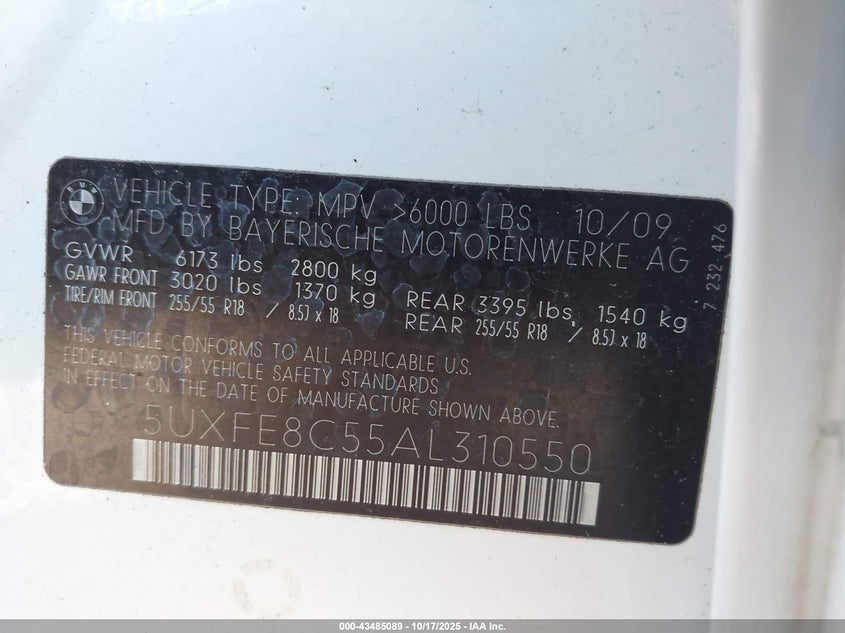 BMW
VEHICLE TYPE: MPV >6000 LBS 10/09
MFD BY BAYERISCHE MOTORENWERKE AG
GVWR 6173 lbs 2800 kg
GAWR FRONT 3020 lbs 1370 kg REAR 3395 lbs 1540 kg
TIRE/RIM FRONT 255/55 R18 / 8.5J x 18 REAR 255/55 R18 / 8.5J x 18
THIS VEHICLE CONFORMS TO ALL APPLICABLE U.S.
FEDERAL MOTOR VEHICLE SAFETY STANDARDS
IN EFFECT ON THE DATE OF MANUFACTURE SHOWN ABOVE.
5UXFE8C55AL310550
7 232 476
000-43485089 - 10/17/2025 - IAA Inc.